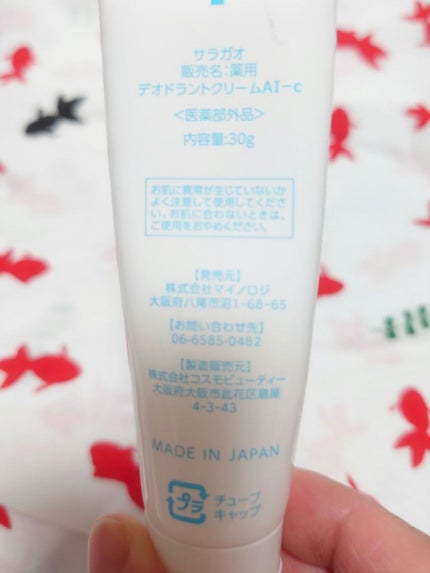 サラガオ
販売名:薬用
デオドラントクリームAI-c
<医薬部外品>
内容量:30g
お肌に異常が生じていないか
よく注意して使用してくださ
い。お肌に合わないときは、
ご使用をおやめください。
【発売元】
株式会社マイノロジ
大阪府八尾市沼1-68-65
【お問い合わせ先】
06-6585-0482
【製造販売元】
株式会社コスモビューティー
大阪府大阪市此花区島屋
4-3-43
MADE IN JAPAN
プラ
チューブ
キャップ